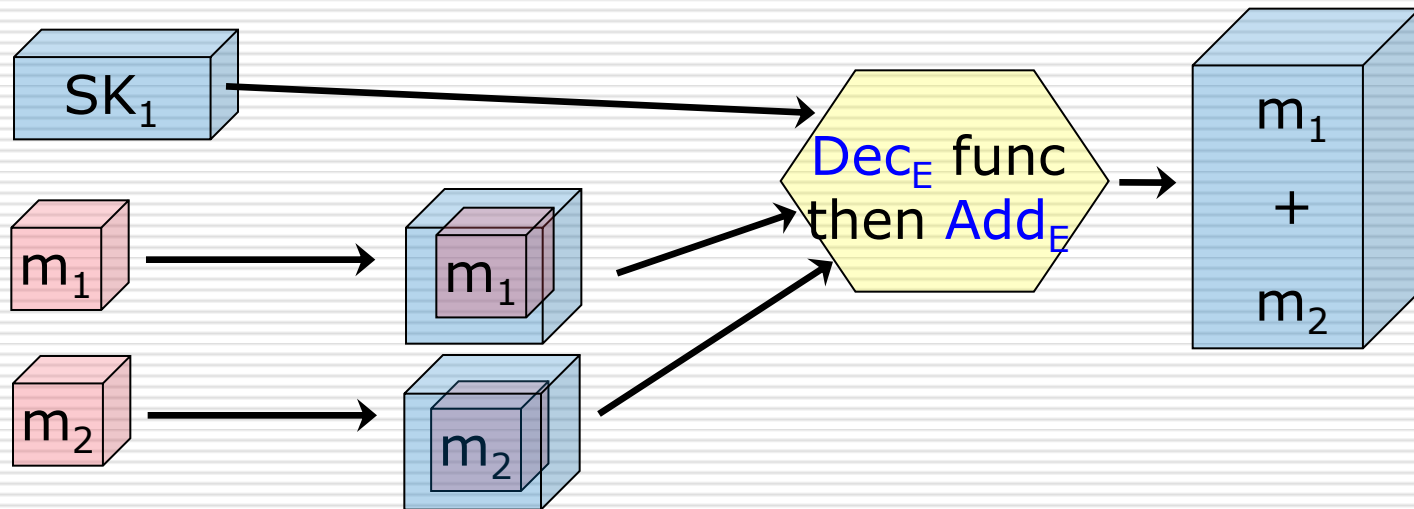 SK₁
m₁
m₁
m₂
m₂
Dec_E func
then Add_E
m₁
+
m₂